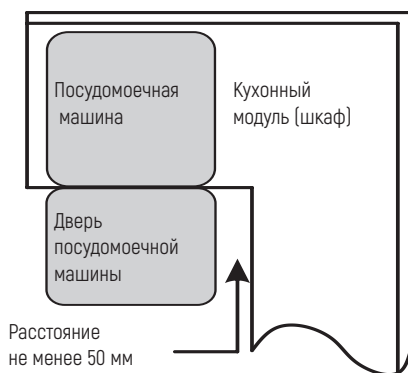 Посудомоечная
машина
Кухонный
модуль (шкаф)
Дверь
посудомоечной
машины
Расстояние
не менее 50 мм